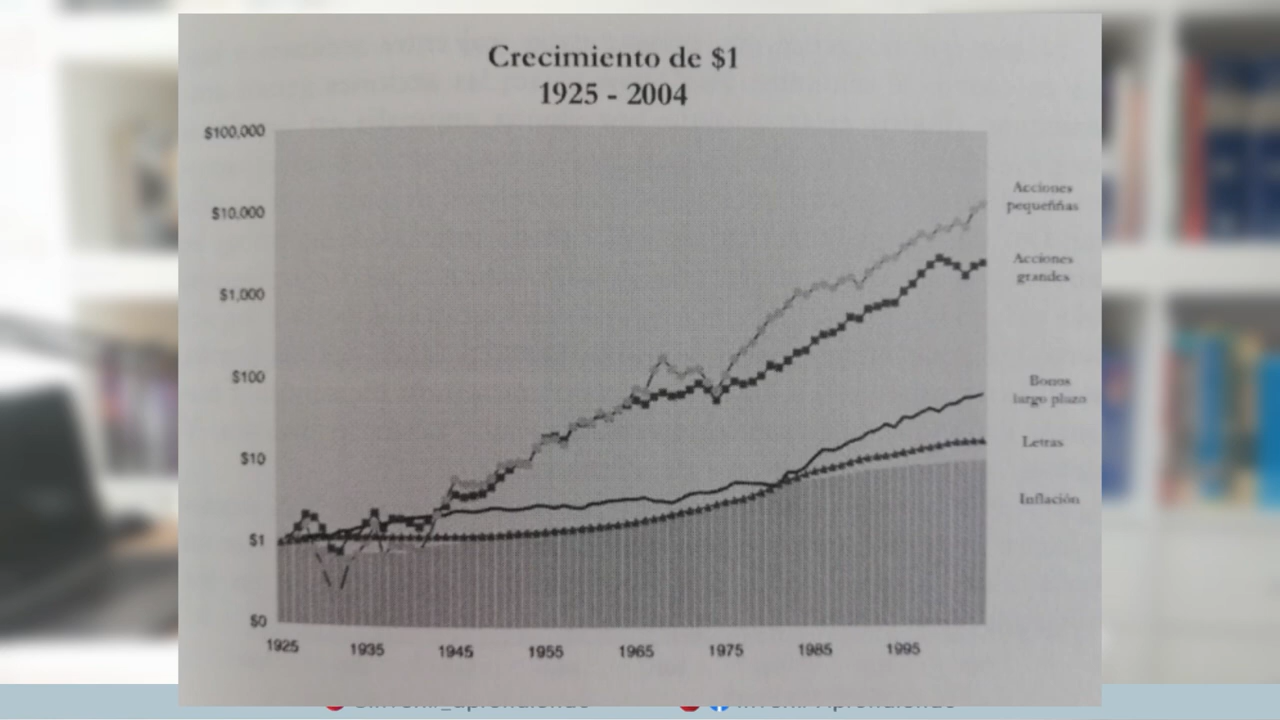 Crecimiento de $1
1925 - 2004
$100,000
$10,000
$1,000
$100
$10
$1
$0
1925 1935 1945 1955 1965 1975 1985 1995
Acciones
pequeññas
Acciones
grandes
Bonos
largo plazo
Letras
Inflación